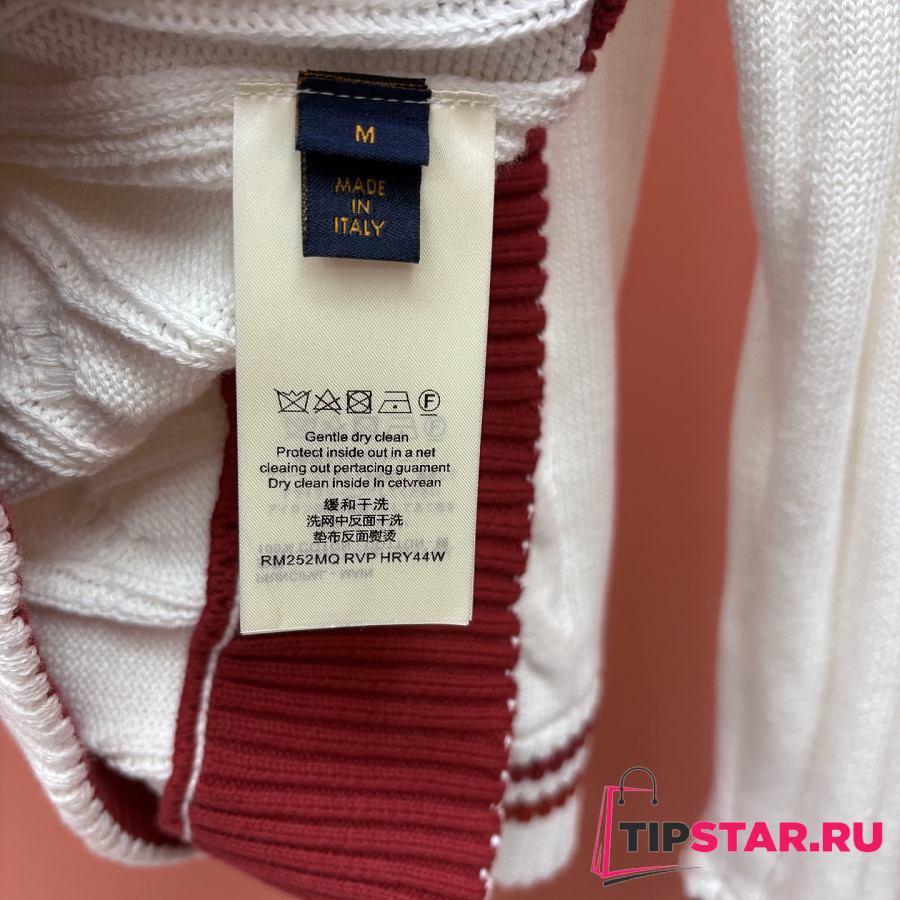 M
MADE
IN
ITALY
F
Gentle dry clean
Protect inside out in a net
cleaing out pertacing guament
Dry clean inside In cetvrean
缓和干洗
洗网中反面干洗
垫布反面熨烫
RM252MQ RVP HRY44W
PRINCIPAL - MAIN
TIPSTAR.RU